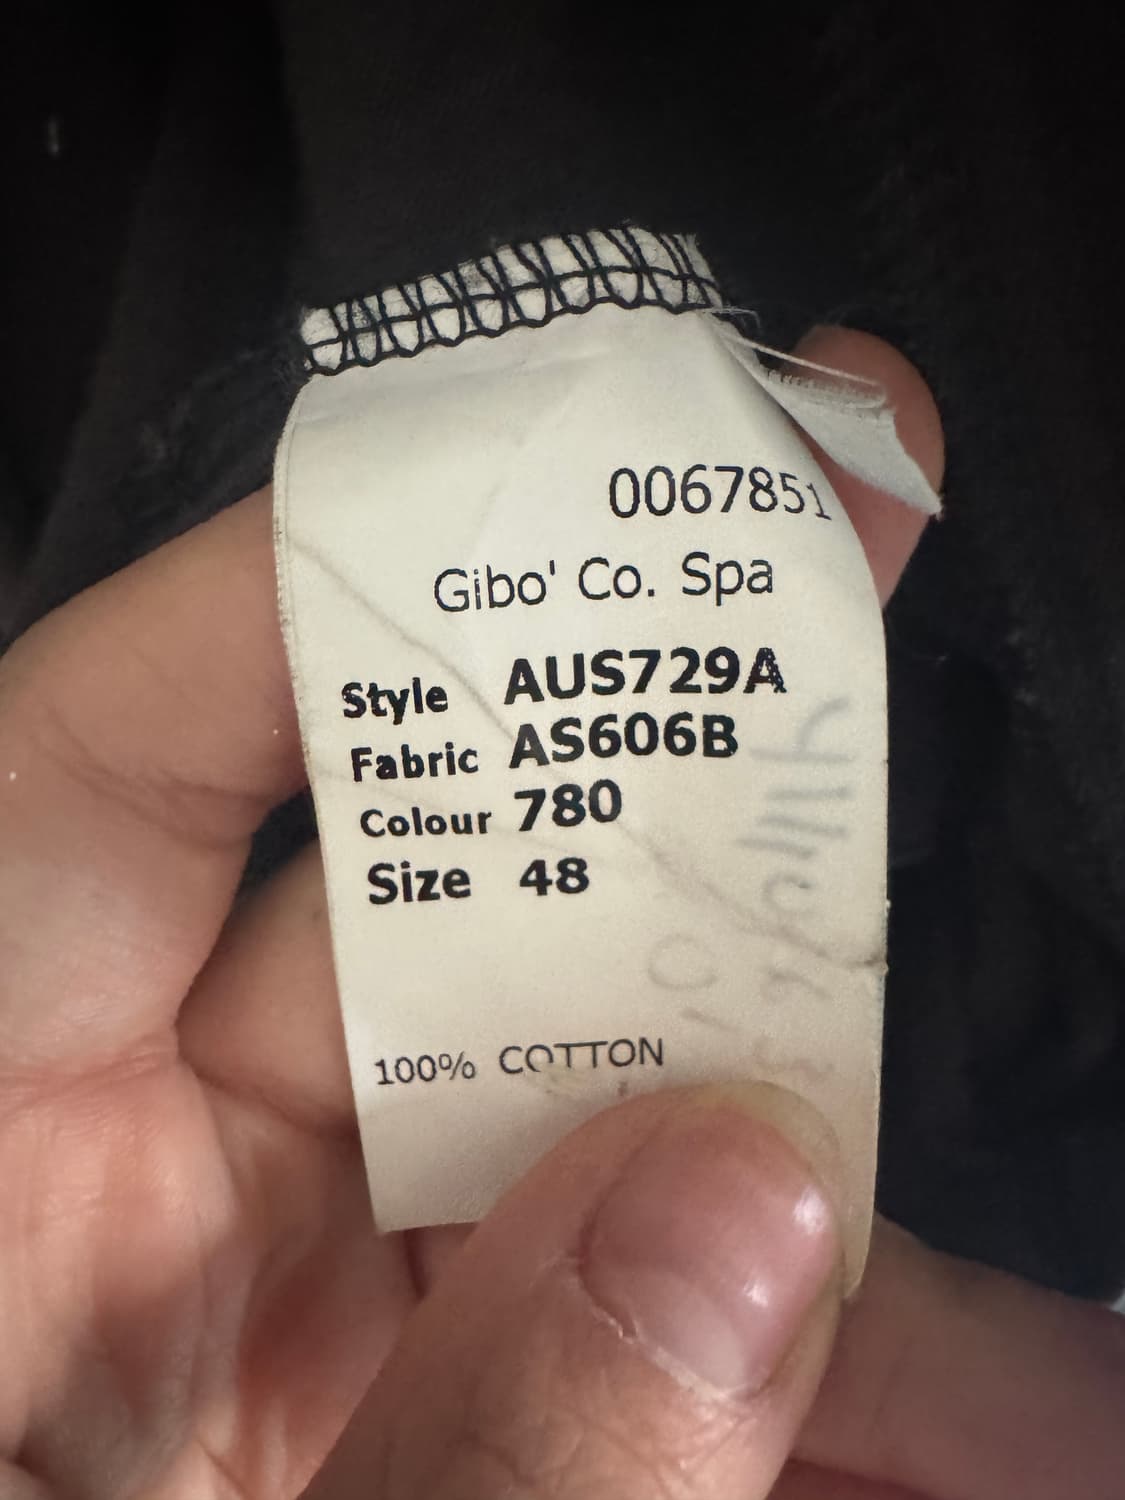 0067851
Gibo' Co. Spa
Style AUS729A
Fabric AS606B
Colour 780
Size 48
100% COTTON